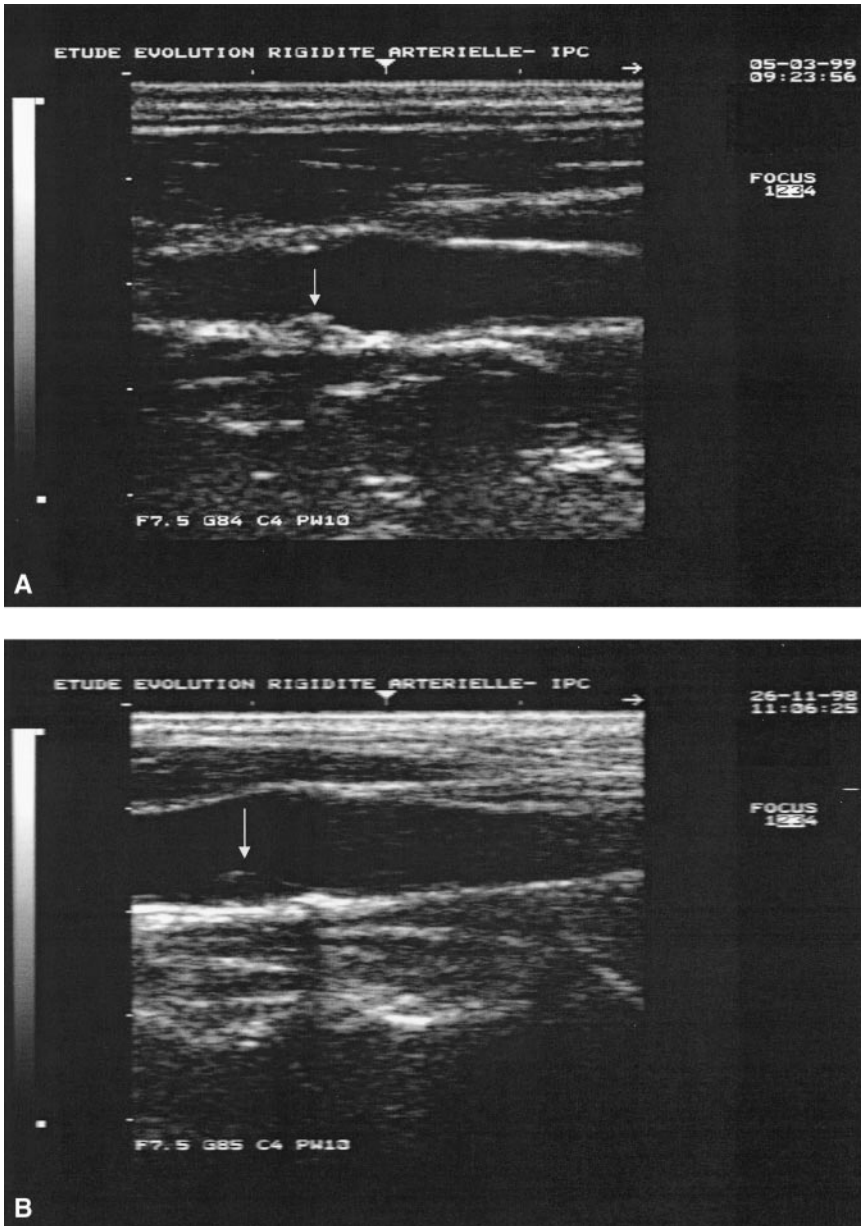 ETUDE EVOLUTION RIGIDITE ARTERIELLE- IPC
05-03-99
09:23:56
FOCUS
1234
F7.5 G84 C4 PW10
A
ETUDE EVOLUTION RIGIDITE ARTERIELLE- IPC
26-11-98
11:06:25
FOCUS
1234
F7.5 G85 C4 PW10
B